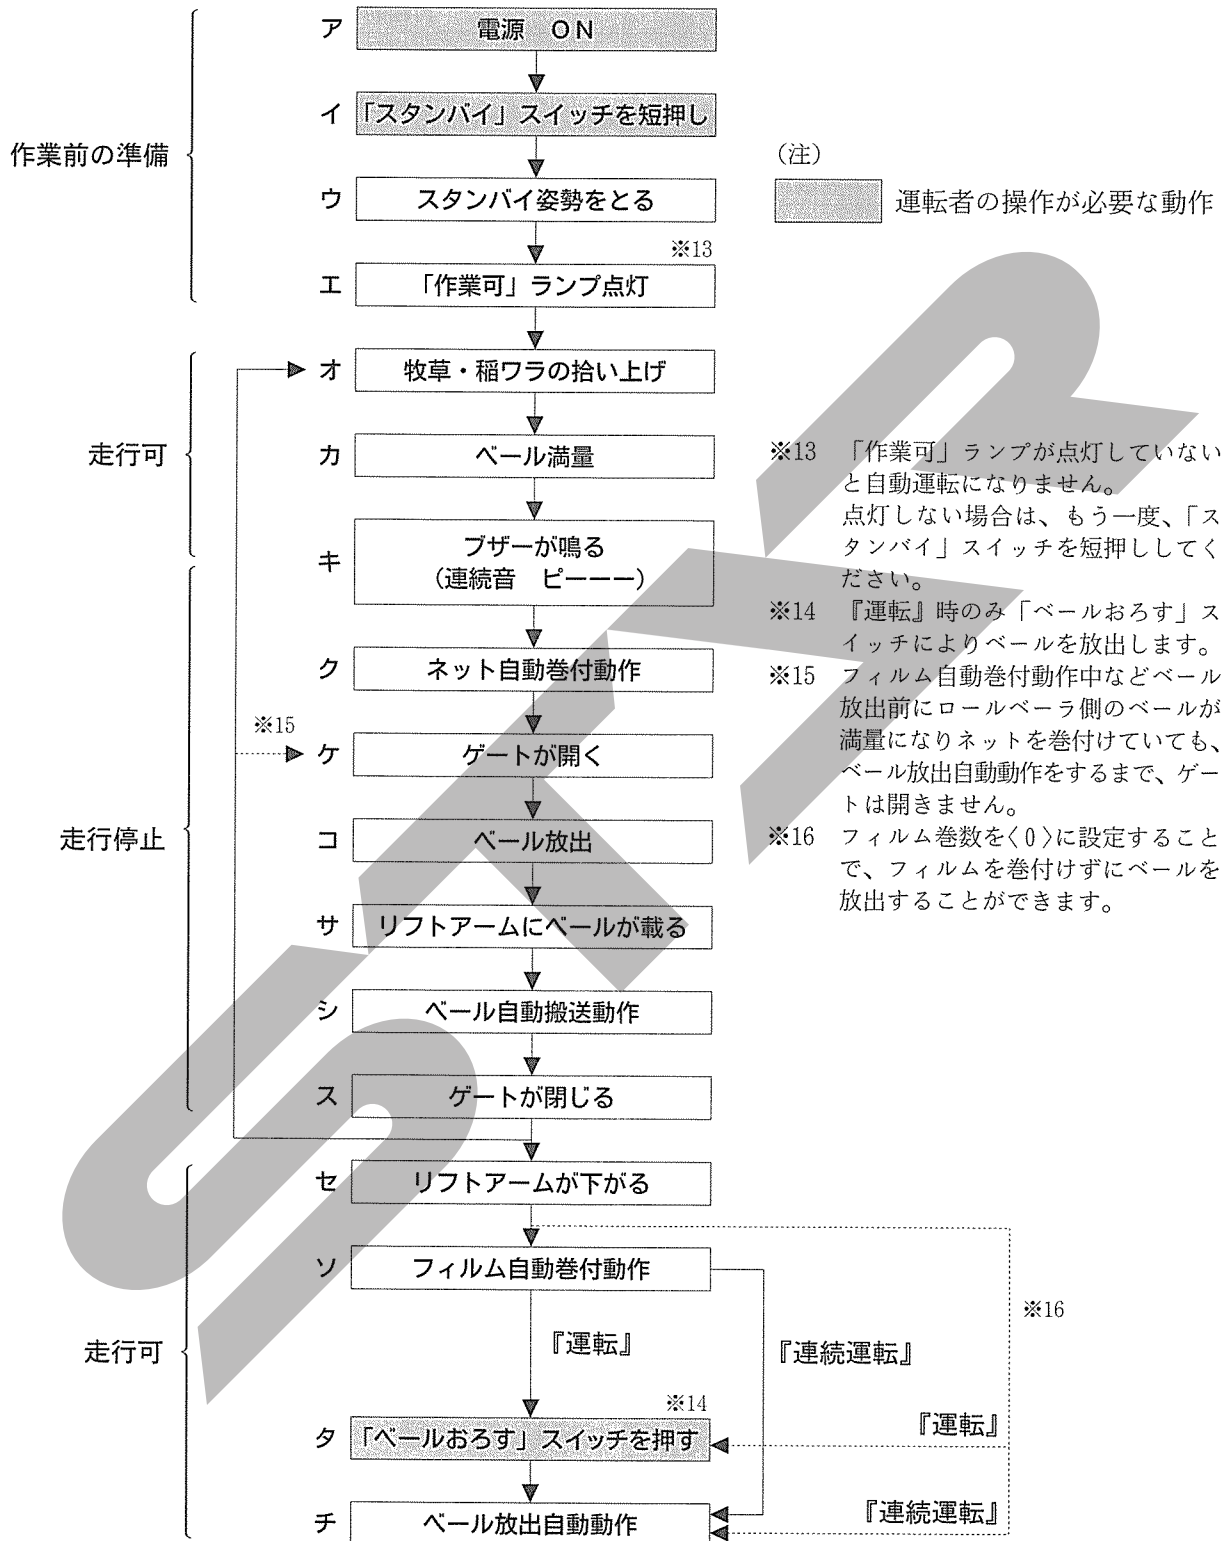 ア 電源 ON
イ 「スタンバイ」スイッチを短押し
作業前の準備
ウ スタンバイ姿勢をとる
※13
エ 「作業可」ランプ点灯
(注)
運転者の操作が必要な動作
オ 牧草・稲ワラの拾い上げ
走行可
カ ベール満量
キ ブザーが鳴る
(連続音 ピーーー)
ク ネット自動巻付動作
※15
ケ ゲートが開く
走行停止
コ ベール放出
サ リフトアームにベールが載る
シ ベール自動搬送動作
ス ゲートが閉じる
※13 「作業可」ランプが点灯していない
と自動運転になりません。
点灯しない場合は、もう一度、「ス
タンバイ」スイッチを短押ししてく
ださい。
※14 『運転』時のみ「ベールおろす」ス
イッチによりベールを放出します。
※15 フィルム自動巻付動作中などベール
放出前にロールベーラ側のベールが
満量になりネットを巻付けていても、
ベール放出自動動作をするまで、ゲー
トは開きません。
※16 フィルム巻数を〈0〉に設定すること
で、フィルムを巻付けずにベールを
放出することができます。
セ リフトアームが下がる
ソ フィルム自動巻付動作
※16
走行可
『運転』
『連続運転』
※14
『運転』
タ 「ベールおろす」スイッチを押す
『連続運転』
チ ベール放出自動動作
STAR